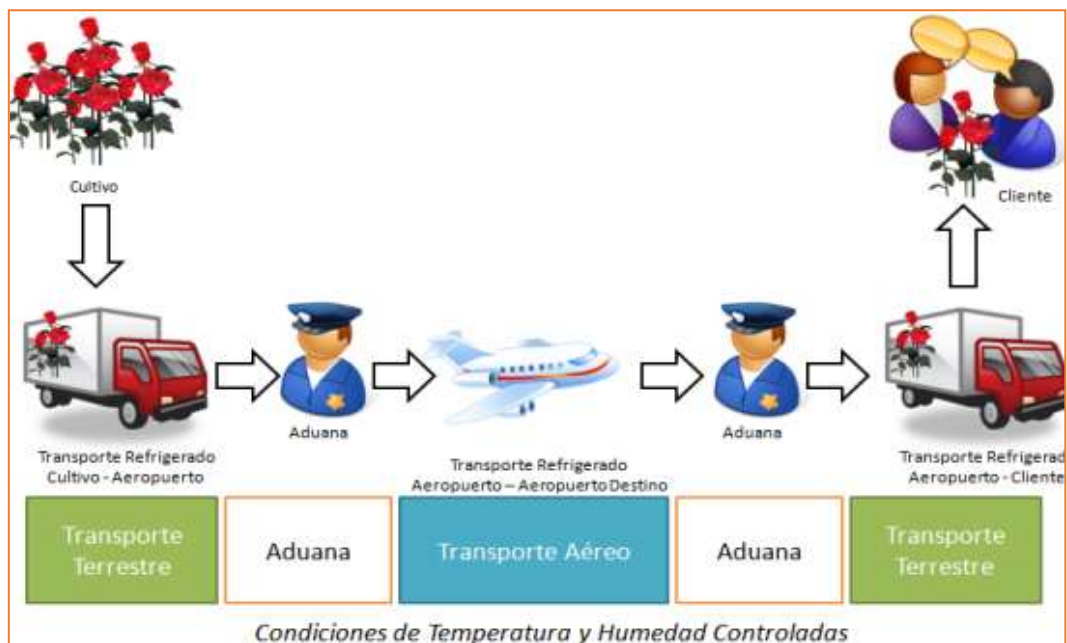 Cultivo
Cliente
Aduana
Aduana
Transporte Refrigerado
Cultivo - Aeropuerto
Transporte Refrigerado
Aeropuerto – Aeropuerto Destino
Transporte Refrigerad
Aeropuerto - Cliente
Transporte
Terrestre
Aduana
Transporte Aéreo
Aduana
Transporte
Terrestre
Condiciones de Temperatura y Humedad Controladas